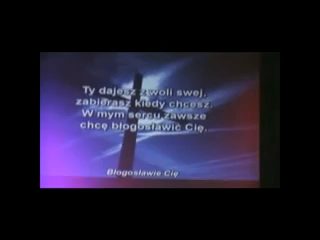 Ty dajesz z woli swej,
zabierasz kiedy chcesz.
W mym sercu zawsze
chcę błogosławić Cię.
Błogosławię Cię